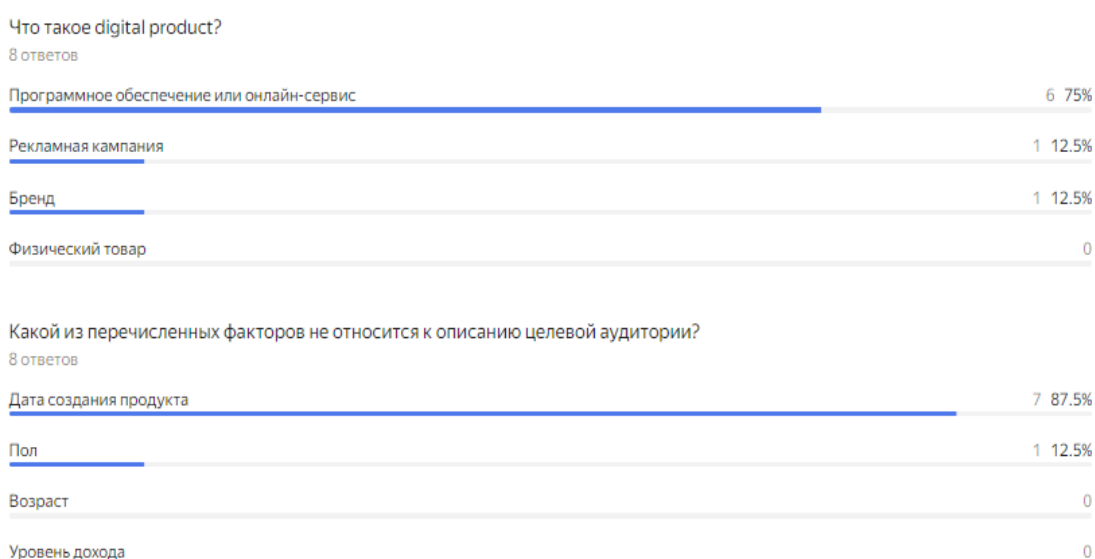 Что такое digital product?
8 ответов
Программное обеспечение или онлайн-сервис 6 75%
Рекламная кампания 1 12.5%
Бренд 1 12.5%
Физический товар 0
Какой из перечисленных факторов не относится к описанию целевой аудитории?
8 ответов
Дата создания продукта 7 87.5%
Пол 1 12.5%
Возраст 0
Уровень дохода 0